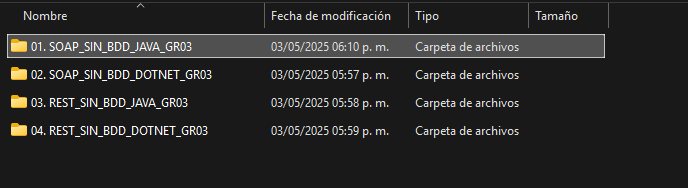 Nombre Fecha de modificación Tipo Tamaño
01. SOAP_SIN_BDD_JAVA_GR03 03/05/2025 06:10 p. m. Carpeta de archivos
02. SOAP_SIN_BDD_DOTNET_GR03 03/05/2025 05:57 p. m. Carpeta de archivos
03. REST_SIN_BDD_JAVA_GR03 03/05/2025 05:58 p. m. Carpeta de archivos
04. REST_SIN_BDD_DOTNET_GR03 03/05/2025 05:59 p. m. Carpeta de archivos